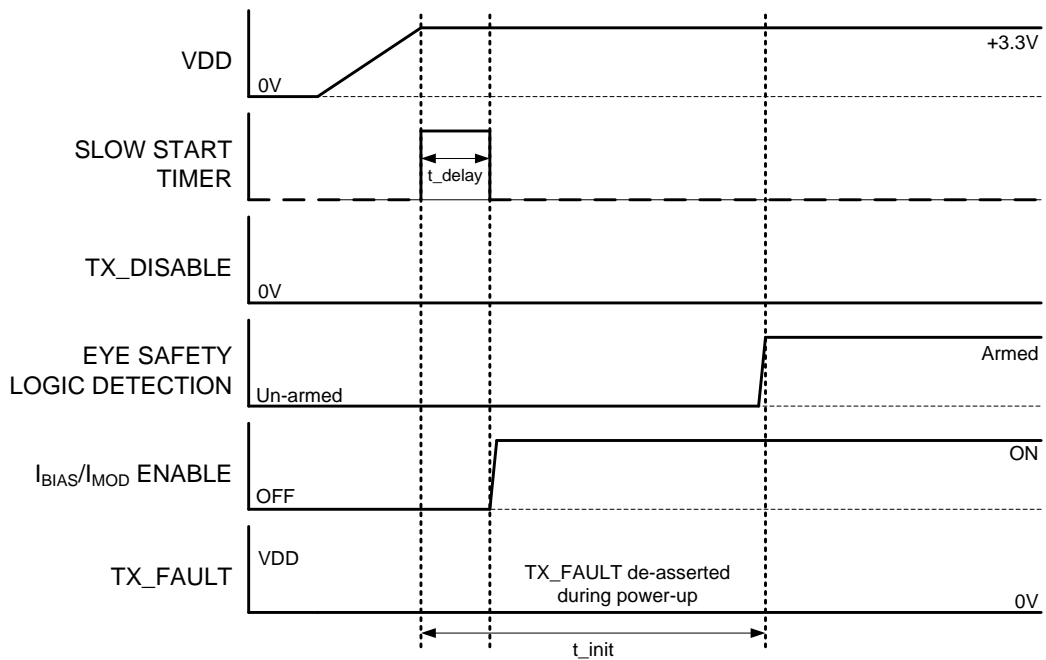 VDD
0V
+3.3V
SLOW START
TIMER
t_delay
TX_DISABLE
0V
EYE SAFETY
LOGIC DETECTION
Un-armed
Armed
IBIAS/IMOD ENABLE
OFF
ON
TX_FAULT
VDD
TX_FAULT de-asserted
during power-up
0V
t_init